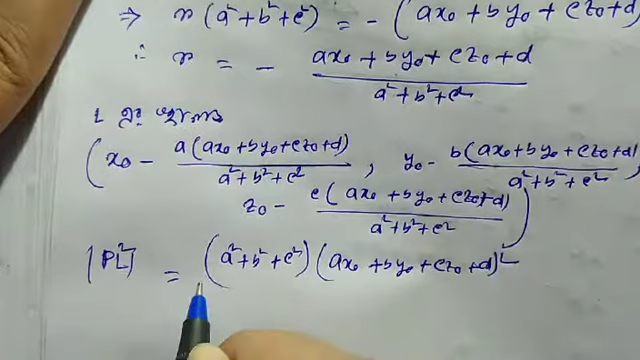 ⇒ r(a²+b²+c²) = -(ax₀+by₀+cz₀+d)
∴ r = - (ax₀+by₀+cz₀+d)/(a²+b²+c²)
L এর স্থানাঙ্ক
(x₀ - a(ax₀+by₀+cz₀+d)/(a²+b²+c²), y₀ - b(ax₀+by₀+cz₀+d)/(a²+b²+c²),
z₀ - c(ax₀+by₀+cz₀+d)/(a²+b²+c²))
|PL²| = (a²+b²+c²)(ax₀+by₀+cz₀+d)²